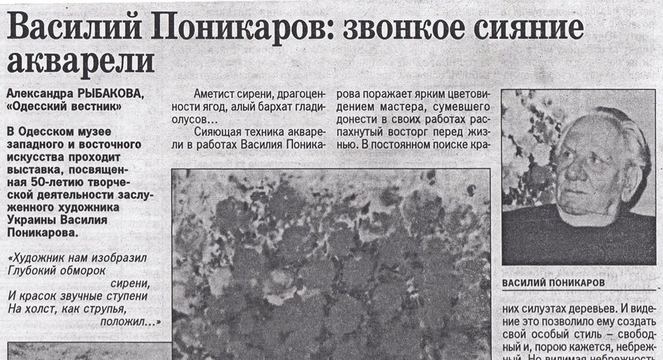 Василий Поникаров: звонкое сияние
акварели
Александра РЫБАКОВА,
«Одесский вестник»
В Одесском музее
западного и восточного
искусства проходит
выставка, посвящен-
ная 50-летию творче-
ской деятельности заслу-
женного художника
Украины Василия
Поникарова.
«Художник нам изобразил
Глубокий обморок
сирени,
И красок звучные ступени
На холст, как струпья,
положил...»
Аметист сирени, драгоцен-
ности ягод, алый бархат глади-
олусов...
Сияющая техника акваре-
ли в работах Василия Поника-
рова поражает ярким цветови-
дением мастера, сумевшего
донести в своих работах рас-
пахнутый восторг перед жиз-
нью. В постоянном поиске кра-
ВАСИЛИЙ ПОНИКАРОВ
них силуэтах деревьев. И виде-
ние это позволило ему создать
свой особый стиль – свобод-
ный и, порою кажется, небреж-
ный. Но видимая небрежность